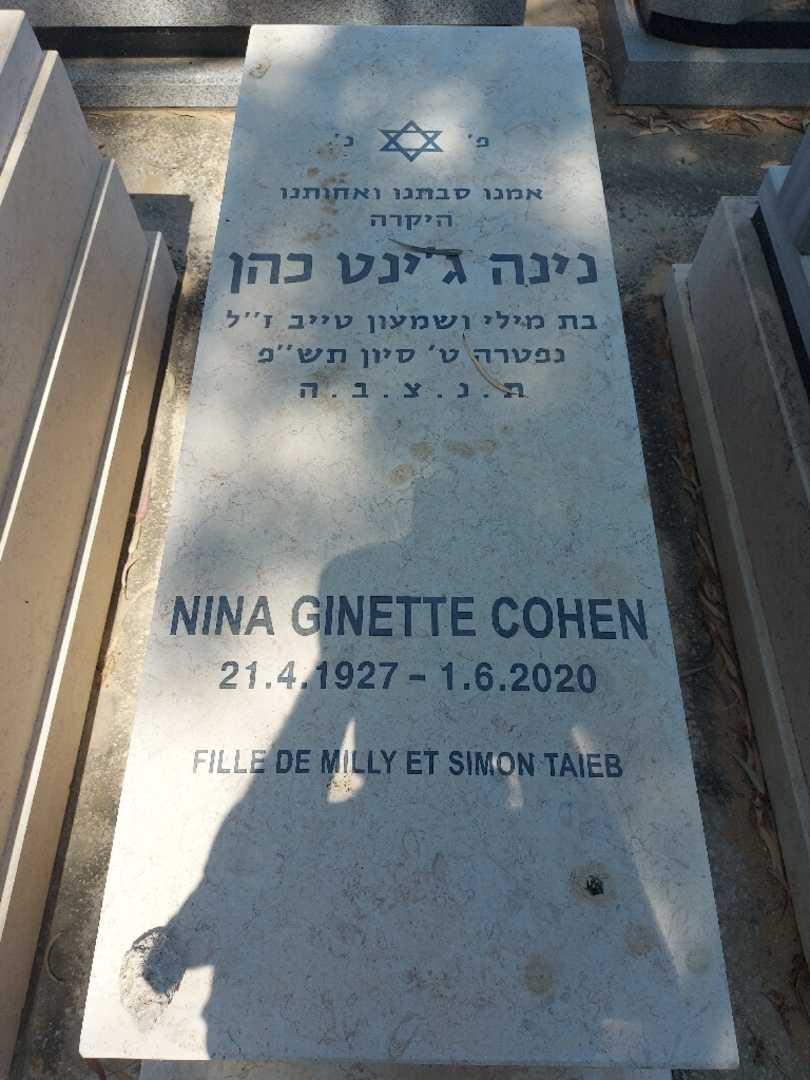 פ' נ'
אמנו סבתנו ואחותנו
היקרה
נינה ג'ינט כהן
בת מילי ושמעון טייב ז''ל
נפטרה ט' סיון תש''פ
ת.נ.צ.ב.ה
NINA GINETTE COHEN
21.4.1927 - 1.6.2020
FILLE DE MILLY ET SIMON TAIEB